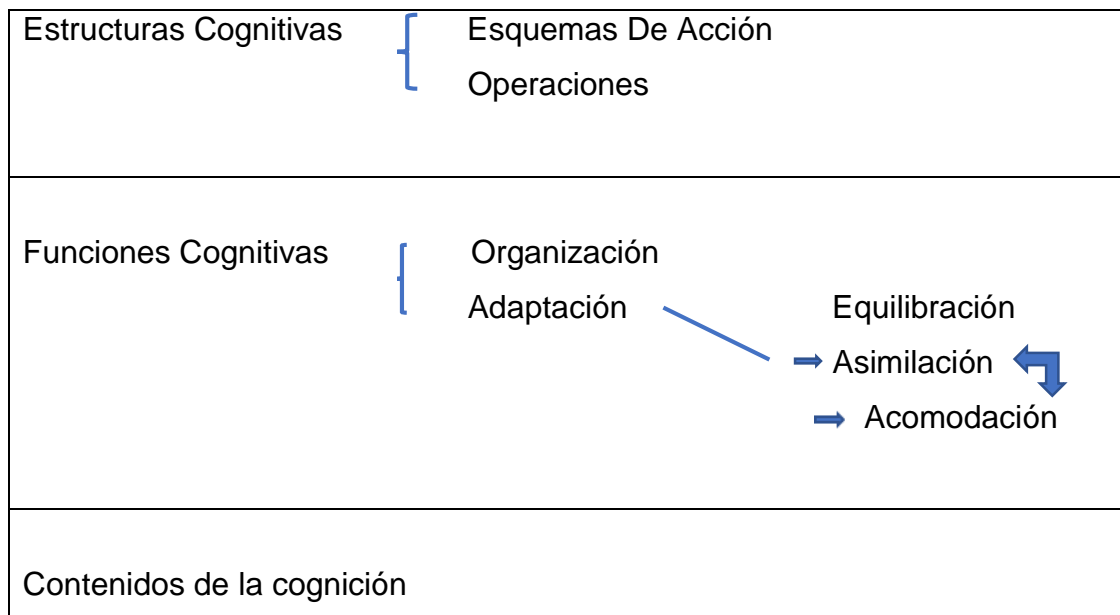 Estructuras Cognitivas Esquemas De Acción
Operaciones
Funciones Cognitivas Organización
Adaptación Equilibración
Asimilación
Acomodación
Contenidos de la cognición